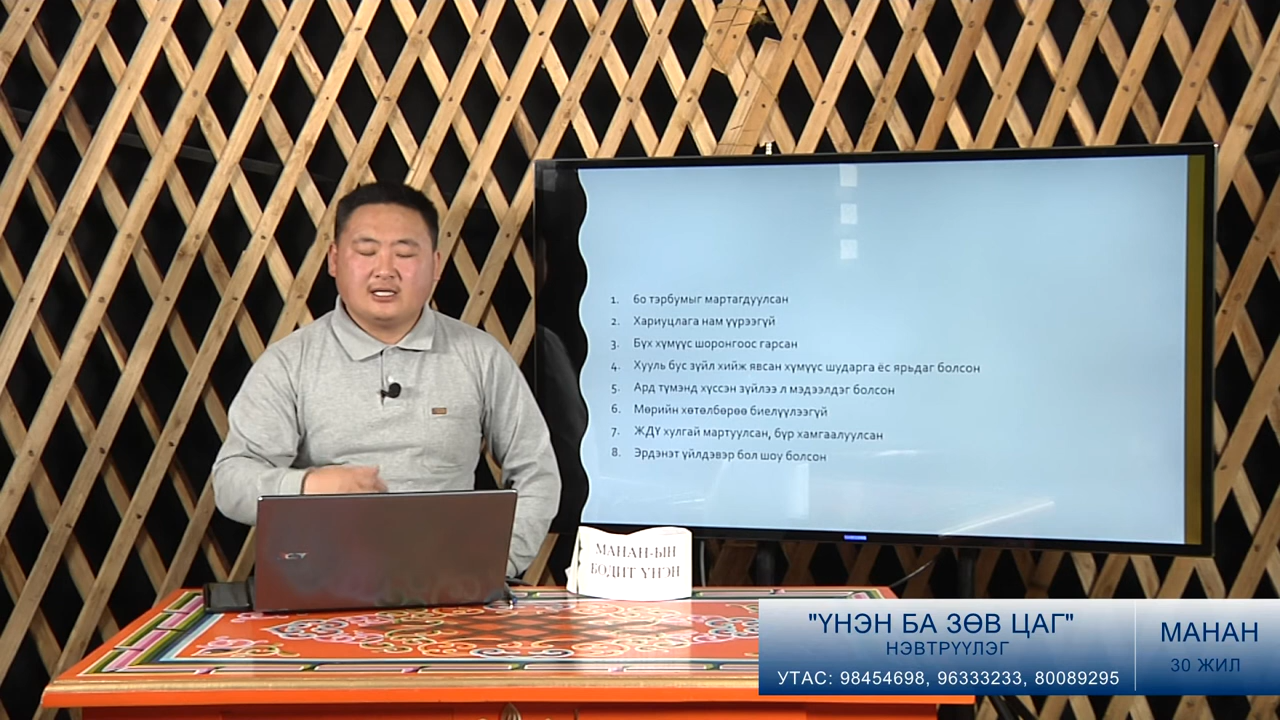 1. 60 тэрбумыг мартагдуулсан
2. Хариуцлага нам үүрээгүй
3. Бүх хүмүүс шоронгоос гарсан
4. Хууль бус зүйл хийж явсан хүмүүс шударга ёс ярьдаг болсон
5. Ард түмэнд хүссэн зүйлээ л мэдээлдэг болсон
6. Мөрийн хөтөлбөрөө биелүүлээгүй
7. ЖДҮ хулгай мартуулсан, бүр хамгаалуулсан
8. Эрдэнэт үйлдвэр бол шоу болсон
МАНАН-ЫН
БОДИТ ҮНЭН
acer
"ҮНЭН БА ЗӨВ ЦАГ"
НЭВТРҮҮЛЭГ
УТАС: 98454698, 96333233, 80089295
МАНАН
30 ЖИЛ